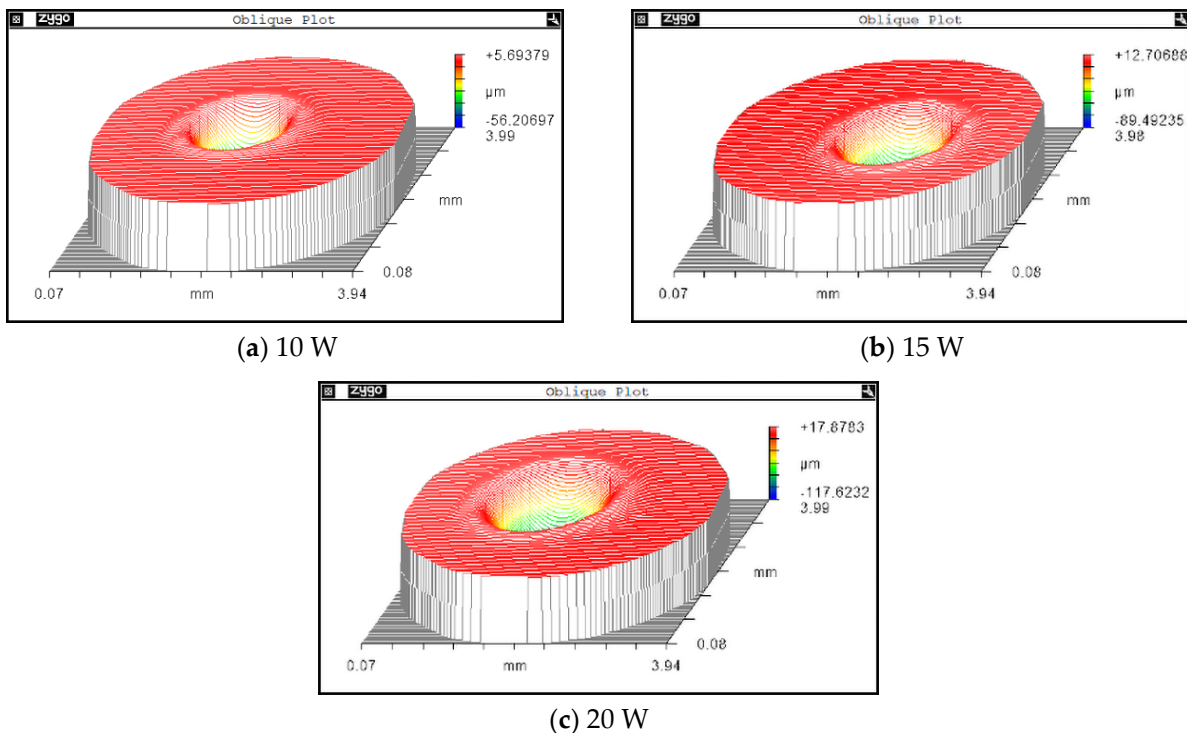 zygo Oblique Plot
+5.69379
µm
-56.20697
3.99
mm
0.08
0.07 mm 3.94
(a) 10 W
zygo Oblique Plot
+12.70688
µm
-89.49235
3.98
mm
0.08
0.07 mm 3.94
(b) 15 W
zygo Oblique Plot
+17.8783
µm
-117.6232
3.99
mm
0.08
0.07 mm 3.94
(c) 20 W